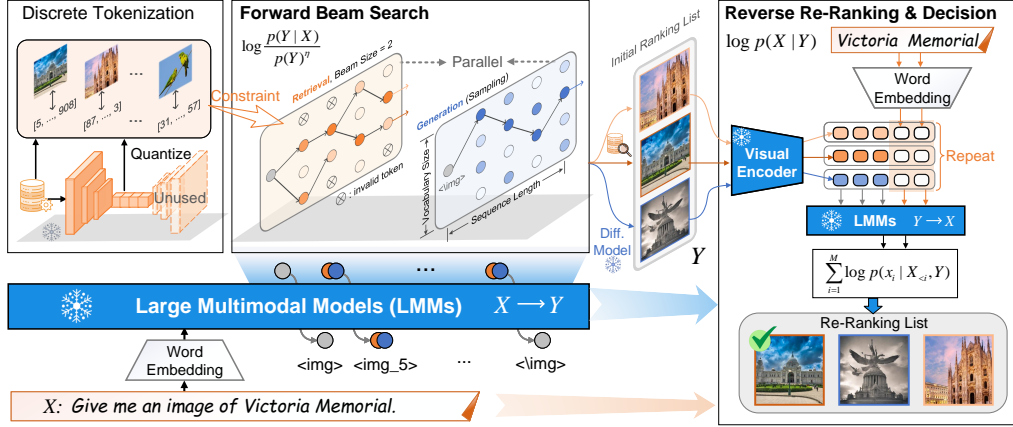 Discrete Tokenization
[5, ..., 908]
[87, ..., 3]
[31, ..., 57]
...
...
Constraint
Quantize
Unused
Forward Beam Search
log p(Y | X) / p(Y)^η
Parallel
Retrieval, Beam Size = 2
Generation (Sampling)
<img>
⊗ : invalid token
Vocabulary Size
Sequence Length
Initial Ranking List
Diff. Model
Y
Reverse Re-Ranking & Decision
log p(X | Y)
Victoria Memorial
Word Embedding
Visual Encoder
Repeat
LMMs Y → X
∑_{i=1}^{M} log p(x_i | X_{<i}, Y)
Re-Ranking List
...
Large Multimodal Models (LMMs) X → Y
Word Embedding
<img>
<img_5>
...
<\img>
X: Give me an image of Victoria Memorial.